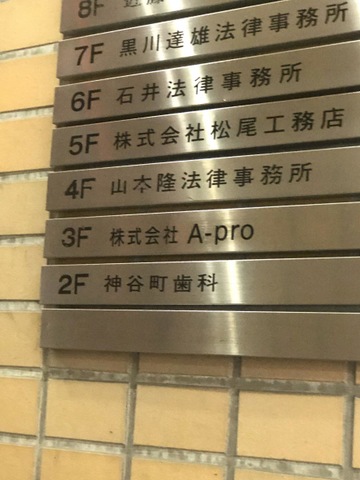 8F
7F 黒川達雄法律事務所
6F 石井法律事務所
5F 株式会社松尾工務店
4F 山本隆法律事務所
3F 株式会社 A-pro
2F 神谷町歯科